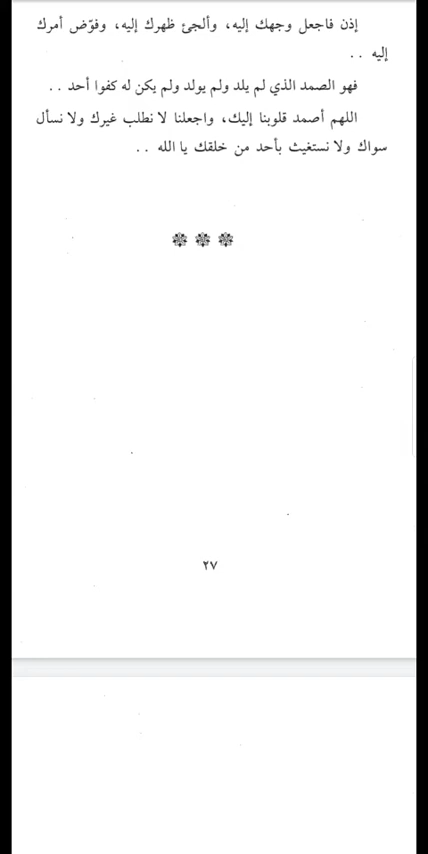 إذن فاجعل وجهك إليه، وألجئ ظهرك إليه، وفوّض أمرك
إليه . .
فهو الصمد الذي لم يلد ولم يولد ولم يكن له كفوا أحد . .
اللهم أصمد قلوبنا إليك، واجعلنا لا نطلب غيرك ولا نسأل
سواك ولا نستغيث بأحد من خلقك يا الله . .
٢٧